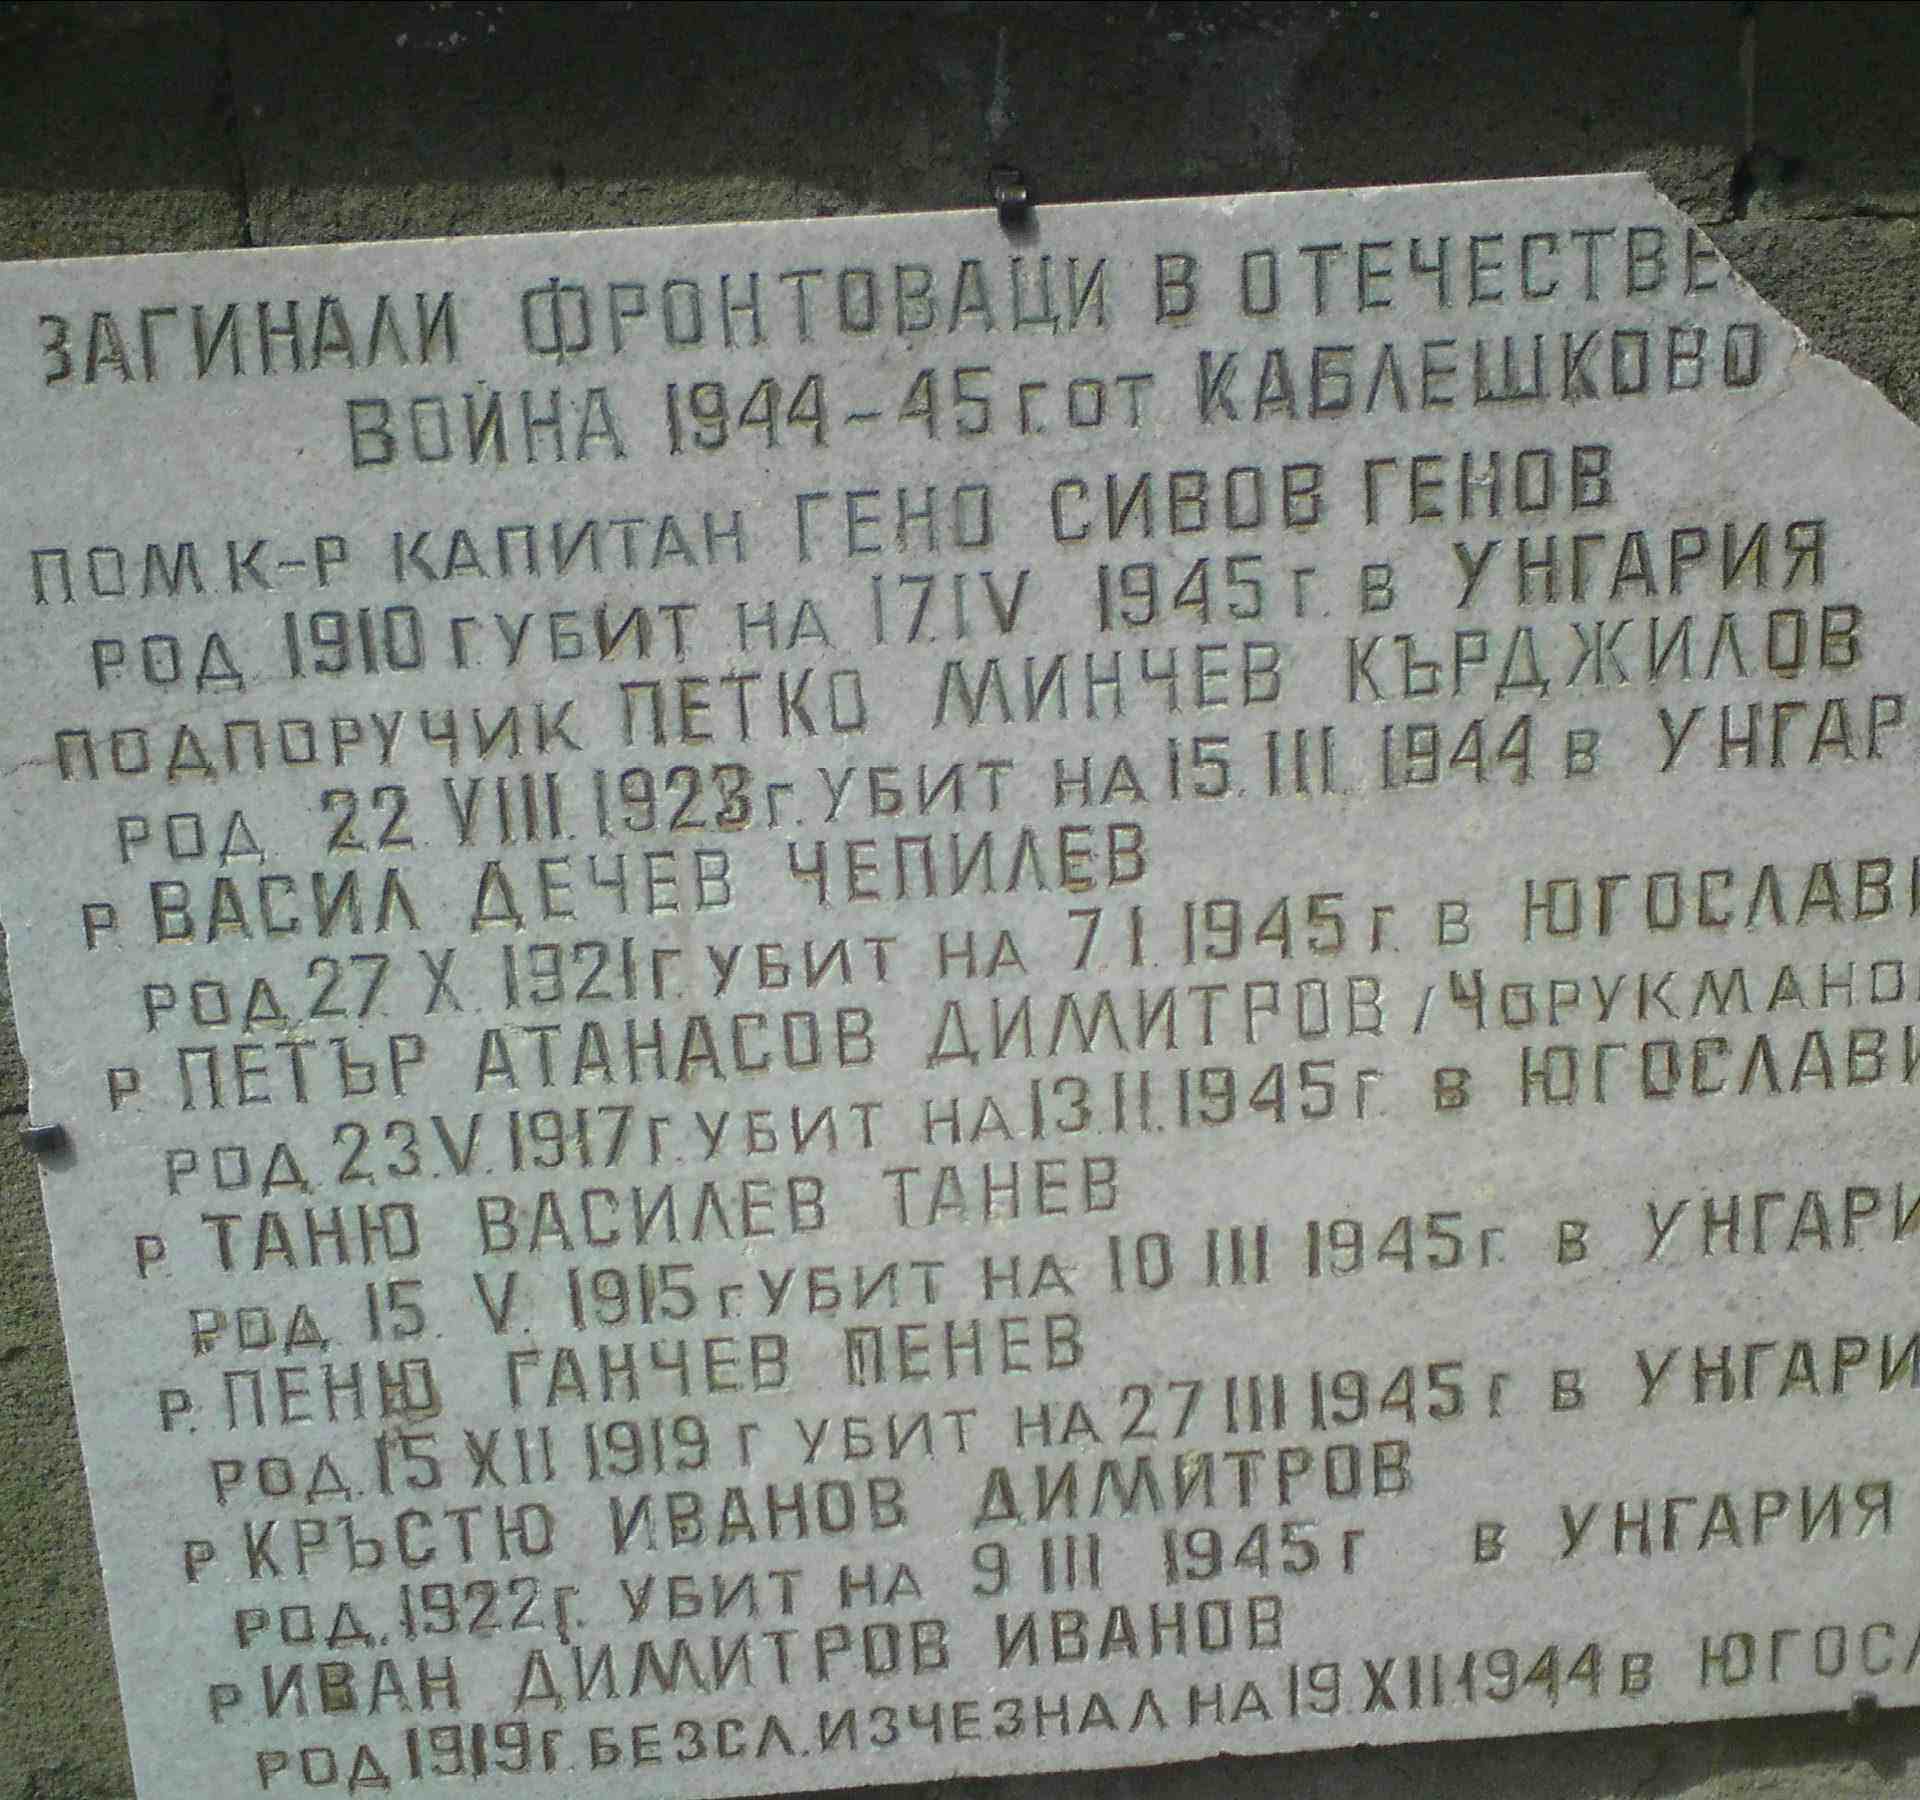 ЗАГИНАЛИ ФРОНТОВАЦИ В ОТЕЧЕСТВЕ
ВОЙНА 1944-45 г. ОТ КАБЛЕШКОВО
ПОМ. К-Р КАПИТАН ГЕНО СИВОВ ГЕНОВ
РОД. 1910 Г. УБИТ НА 17. IV 1945 г. В УНГАРИЯ
ПОДПОРУЧИК ПЕТКО МИНЧЕВ КЪРДЖИЛОВ
РОД. 22. VIII. 1923 г. УБИТ НА 15. III. 1944 В УНГАР
Р. ВАСИЛ ДЕЧЕВ ЧЕПИЛЕВ
РОД. 27 X. 1921 г. УБИТ НА 7. I. 1945 г. В ЮГОСЛАВИ
Р. ПЕТЪР АТАНАСОВ ДИМИТРОВ /ЧОРУКМАНОВ
РОД. 23. V. 1917 г. УБИТ НА 13. II. 1945 г. В ЮГОСЛАВИ
Р. ТАНЮ ВАСИЛЕВ ТАНЕВ
РОД. 15. V. 1915 г. УБИТ НА 10 III 1945 г. В УНГАРИ
Р. ПЕНЮ ГАНЧЕВ ПЕНЕВ
РОД. 15 XII 1919 Г УБИТ НА 27 III 1945 г В УНГАРИ
Р КРЪСТЮ ИВАНОВ ДИМИТРОВ
РОД. 1922 г. УБИТ НА 9 III 1945 г В УНГАРИЯ
Р ИВАН ДИМИТРОВ ИВАНОВ
РОД 1919 г. БЕЗСЛ. ИЗЧЕЗНАЛ НА 19. XII. 1944 В ЮГОСЛ